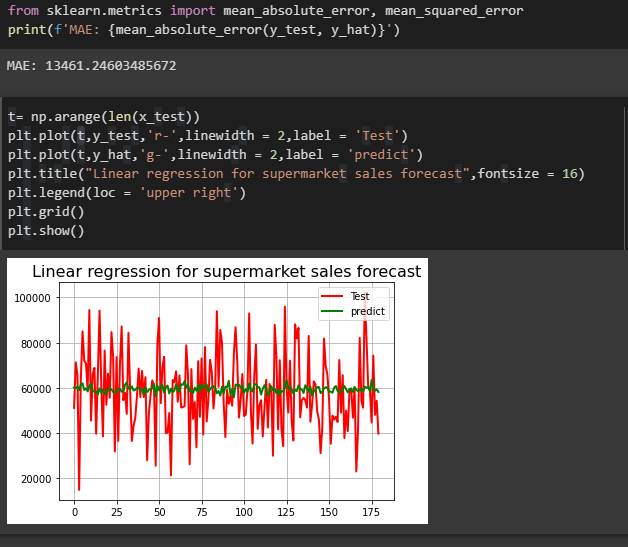 from sklearn.metrics import mean_absolute_error, mean_squared_error
print(f'MAE: {mean_absolute_error(y_test, y_hat)}')
MAE: 13461.24603485672
t= np.arange(len(x_test))
plt.plot(t,y_test,'r-',linewidth = 2,label = 'Test')
plt.plot(t,y_hat,'g-',linewidth = 2,label = 'predict')
plt.title("Linear regression for supermarket sales forecast",fontsize = 16)
plt.legend(loc = 'upper right')
plt.grid()
plt.show()
Linear regression for supermarket sales forecast
Test
predict
100000
80000
60000
40000
20000
0 25 50 75 100 125 150 175